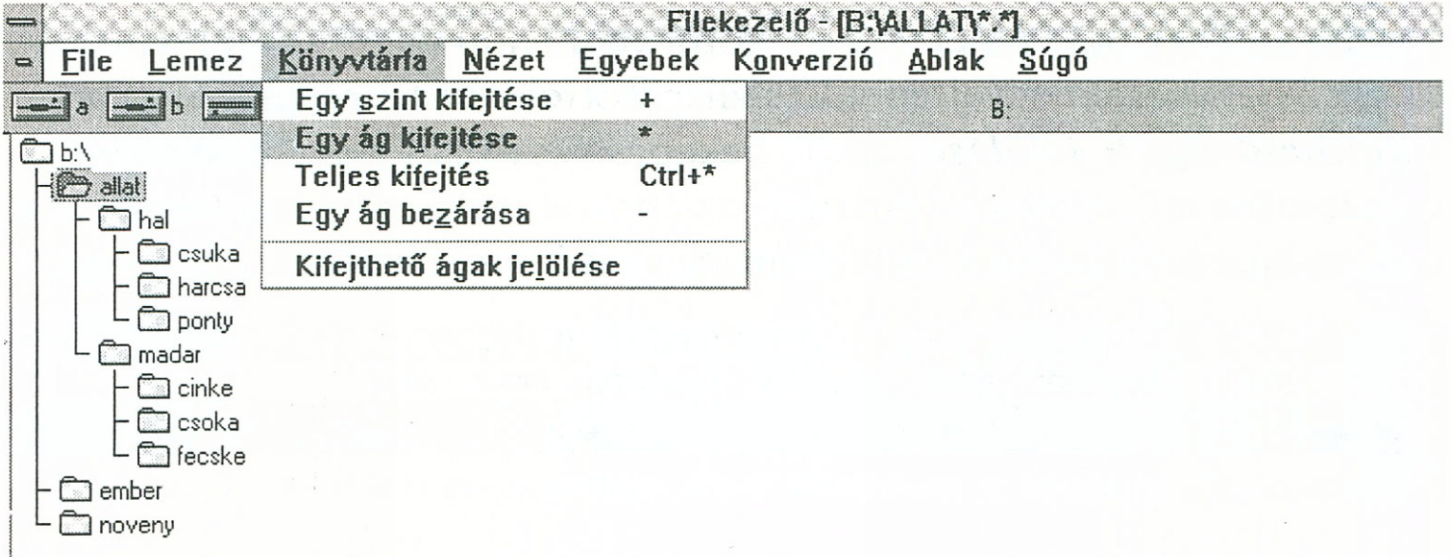 Filekezelő - [B:\ALLAT\*.*]
File Lemez Könyvtárfa Nézet Egyebek Konverzió Ablak Súgó
a b B:
Egy szint kifejtése +
Egy ág kifejtése *
Teljes kifejtés Ctrl+*
Egy ág bezárása -
Kifejthető ágak jelölése
b:\
allat
hal
csuka
harcsa
ponty
madar
cinke
csoka
fecske
ember
noveny